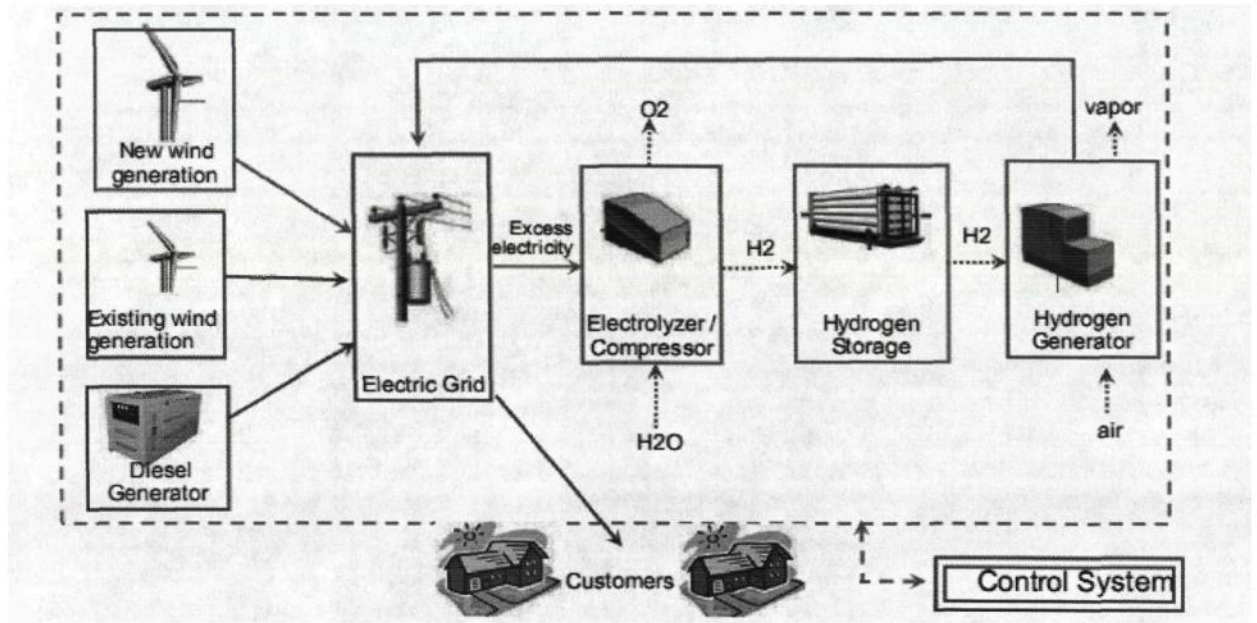 New wind
generation
Existing wind
generation
Diesel
Generator
Electric Grid
Excess
electricity
O2
Electrolyzer /
Compressor
H2O
H2
Hydrogen
Storage
H2
vapor
Hydrogen
Generator
air
Customers
Control System